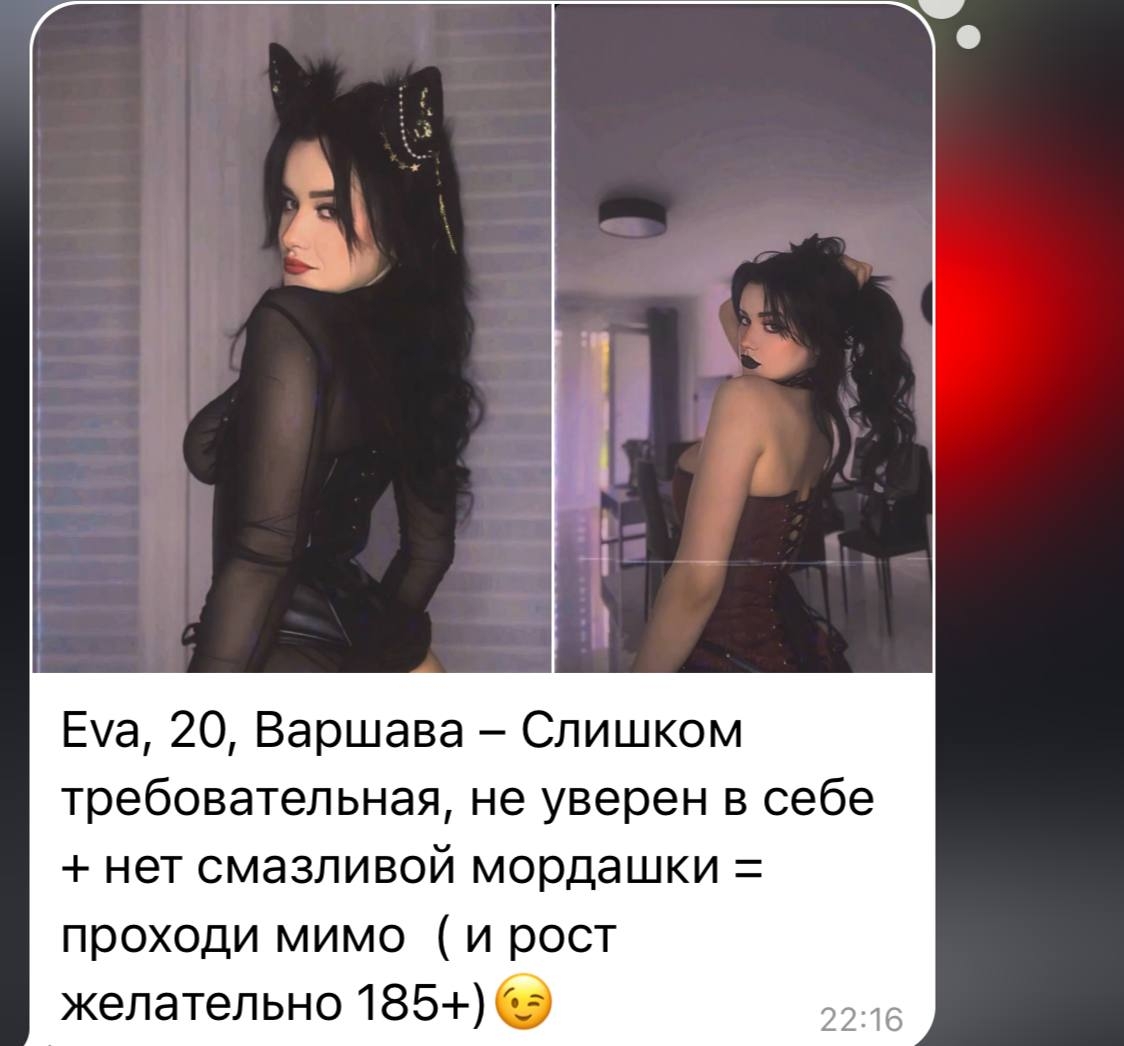 Eva, 20, Варшава – Слишком
требовательная, не уверен в себе
+ нет смазливой мордашки =
проходи мимо  ( и рост
желательно 185+)😉
22:16